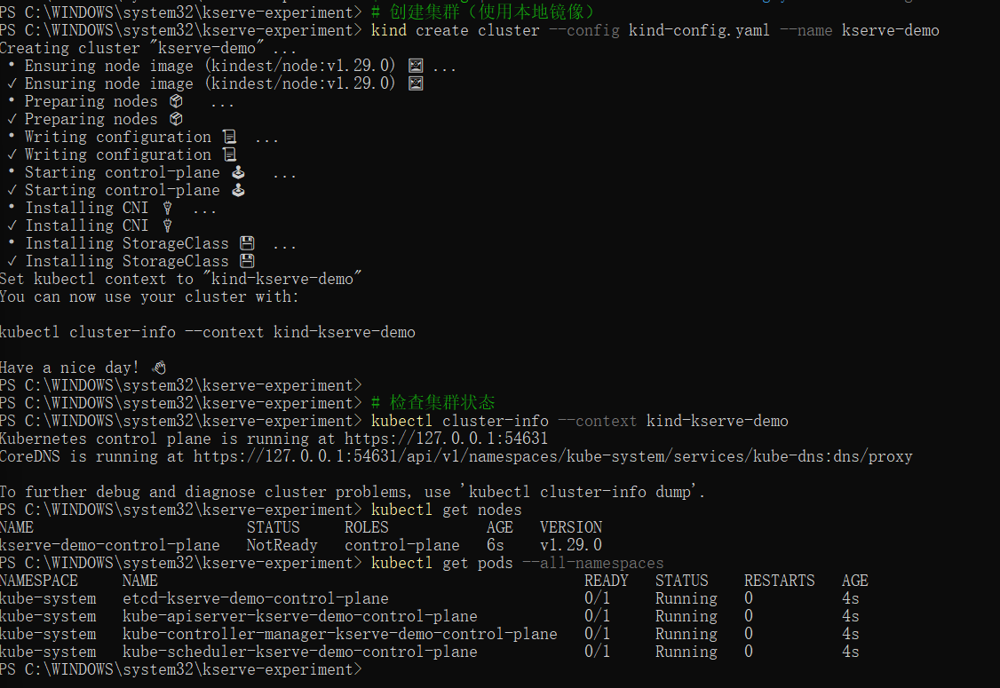 PS C:\WINDOWS\system32\kserve-experiment> # 创建集群（使用本地镜像）
PS C:\WINDOWS\system32\kserve-experiment> kind create cluster --config kind-config.yaml --name kserve-demo
Creating cluster "kserve-demo" ...
• Ensuring node image (kindest/node:v1.29.0) 🖼 ...
✓ Ensuring node image (kindest/node:v1.29.0) 🖼
• Preparing nodes 📦 ...
✓ Preparing nodes 📦
• Writing configuration 📜 ...
✓ Writing configuration 📜
• Starting control-plane 🕹 ...
✓ Starting control-plane 🕹
• Installing CNI 🔌 ...
✓ Installing CNI 🔌
• Installing StorageClass 💾 ...
✓ Installing StorageClass 💾
Set kubectl context to "kind-kserve-demo"
You can now use your cluster with:
kubectl cluster-info --context kind-kserve-demo
Have a nice day! 👋
PS C:\WINDOWS\system32\kserve-experiment>
PS C:\WINDOWS\system32\kserve-experiment> # 检查集群状态
PS C:\WINDOWS\system32\kserve-experiment> kubectl cluster-info --context kind-kserve-demo
Kubernetes control plane is running at https://127.0.0.1:54631
CoreDNS is running at https://127.0.0.1:54631/api/v1/namespaces/kube-system/services/kube-dns:dns/proxy
To further debug and diagnose cluster problems, use 'kubectl cluster-info dump'.
PS C:\WINDOWS\system32\kserve-experiment> kubectl get nodes
NAME STATUS ROLES AGE VERSION
kserve-demo-control-plane NotReady control-plane 6s v1.29.0
PS C:\WINDOWS\system32\kserve-experiment> kubectl get pods --all-namespaces
NAMESPACE NAME READY STATUS RESTARTS AGE
kube-system etcd-kserve-demo-control-plane 0/1 Running 0 4s
kube-system kube-apiserver-kserve-demo-control-plane 0/1 Running 0 4s
kube-system kube-controller-manager-kserve-demo-control-plane 0/1 Running 0 4s
kube-system kube-scheduler-kserve-demo-control-plane 0/1 Running 0 4s
PS C:\WINDOWS\system32\kserve-experiment>